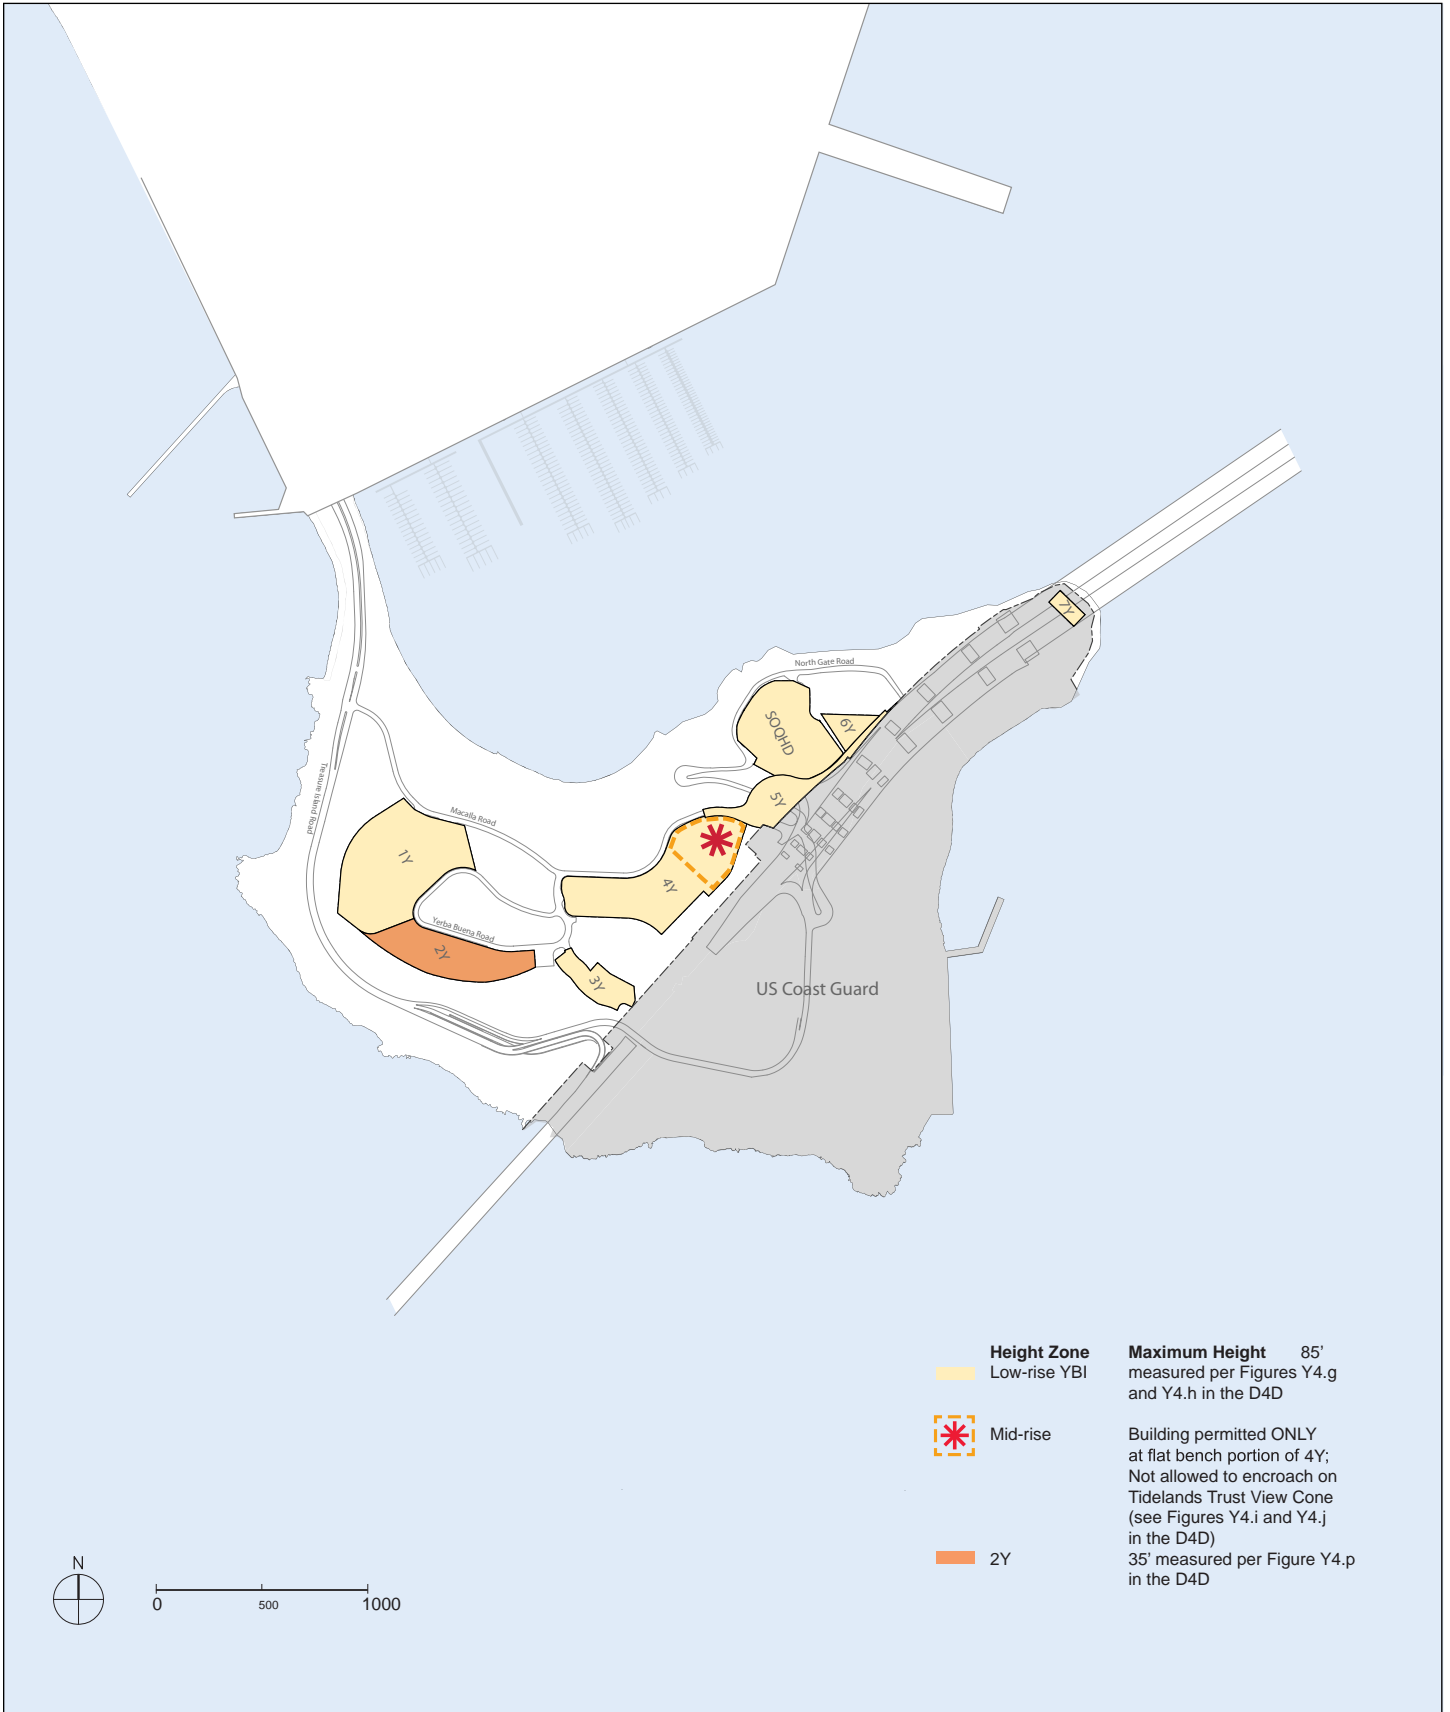 North Gate Road
7Y
SOQHD
6Y
5Y
Treasure Island Road
Macalla Road
1Y
4Y
Yerba Buena Road
2Y
3Y
US Coast Guard
Height Zone Maximum Height 85'
Low-rise YBI measured per Figures Y4.g
and Y4.h in the D4D
Mid-rise Building permitted ONLY
at flat bench portion of 4Y;
Not allowed to encroach on
Tidelands Trust View Cone
(see Figures Y4.i and Y4.j
in the D4D)
2Y 35' measured per Figure Y4.p
in the D4D
N
0 500 1000